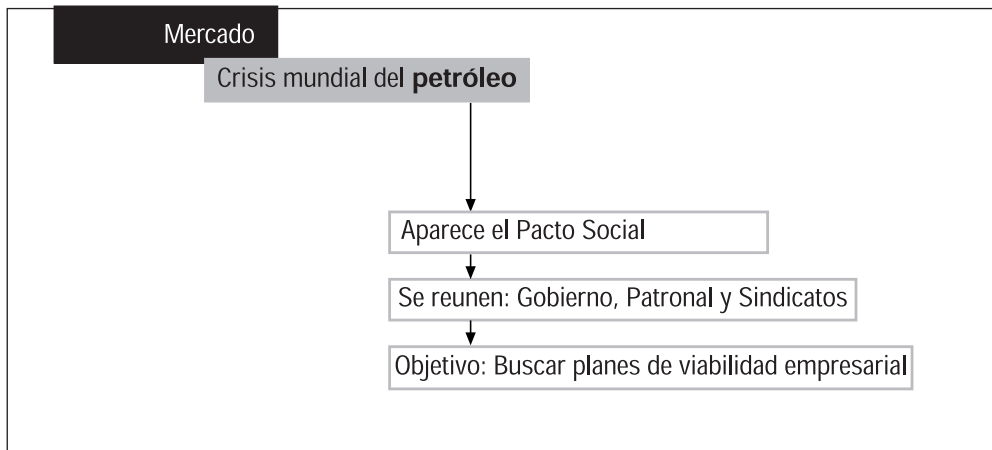 Mercado
Crisis mundial del petróleo
Aparece el Pacto Social
Se reunen: Gobierno, Patronal y Sindicatos
Objetivo: Buscar planes de viabilidad empresarial